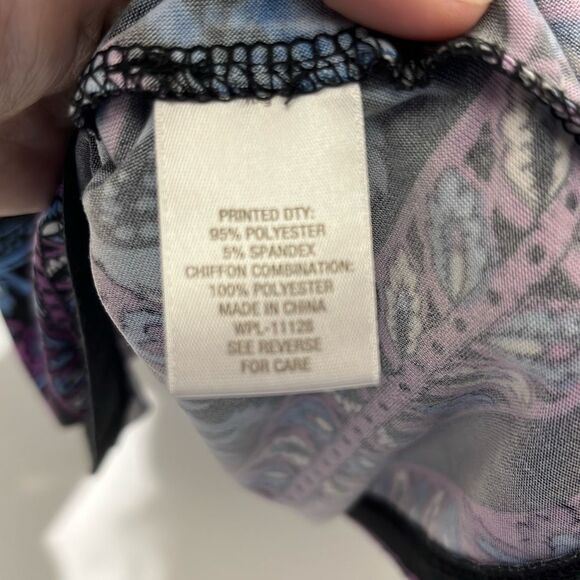 PRINTED DTY:
95% POLYESTER
5% SPANDEX
CHIFFON COMBINATION:
100% POLYESTER
MADE IN CHINA
WPL-11128
SEE REVERSE
FOR CARE